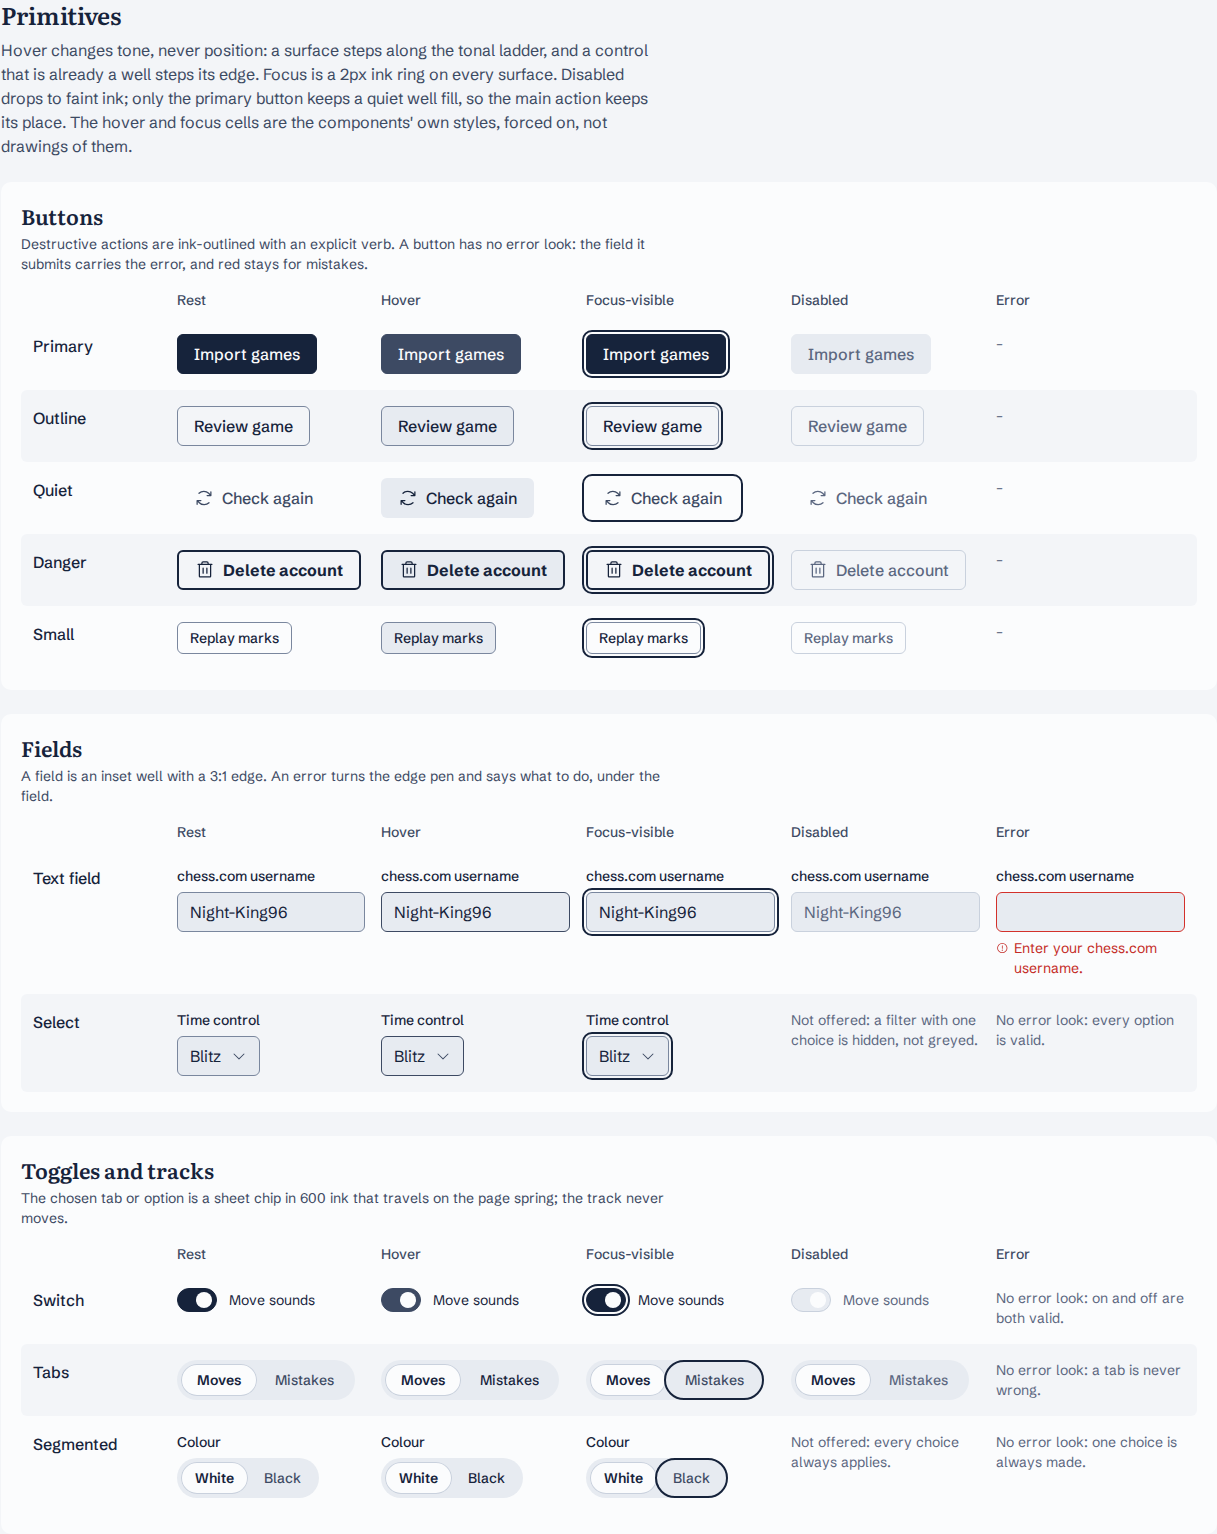 Primitives
Hover changes tone, never position: a surface steps along the tonal ladder, and a control
that is already a well steps its edge. Focus is a 2px ink ring on every surface. Disabled
drops to faint ink; only the primary button keeps a quiet well fill, so the main action keeps
its place. The hover and focus cells are the components' own styles, forced on, not
drawings of them.
Buttons
Destructive actions are ink-outlined with an explicit verb. A button has no error look: the field it
submits carries the error, and red stays for mistakes.
Rest Hover Focus-visible Disabled Error
Primary Import games Import games Import games Import games –
Outline Review game Review game Review game Review game –
Quiet Check again Check again Check again Check again –
Danger Delete account Delete account Delete account Delete account –
Small Replay marks Replay marks Replay marks Replay marks –
Fields
A field is an inset well with a 3:1 edge. An error turns the edge pen and says what to do, under the
field.
Rest Hover Focus-visible Disabled Error
Text field chess.com username chess.com username chess.com username chess.com username chess.com username
Night-King96 Night-King96 Night-King96 Night-King96
Enter your chess.com
username.
Select Time control Time control Time control Not offered: a filter with one No error look: every option
choice is hidden, not greyed. is valid.
Blitz Blitz Blitz
Toggles and tracks
The chosen tab or option is a sheet chip in 600 ink that travels on the page spring; the track never
moves.
Rest Hover Focus-visible Disabled Error
Switch Move sounds Move sounds Move sounds Move sounds No error look: on and off are
both valid.
Tabs Moves Mistakes Moves Mistakes Moves Mistakes Moves Mistakes No error look: a tab is never
wrong.
Segmented Colour Colour Colour Not offered: every choice No error look: one choice is
always applies. always made.
White Black White Black White Black